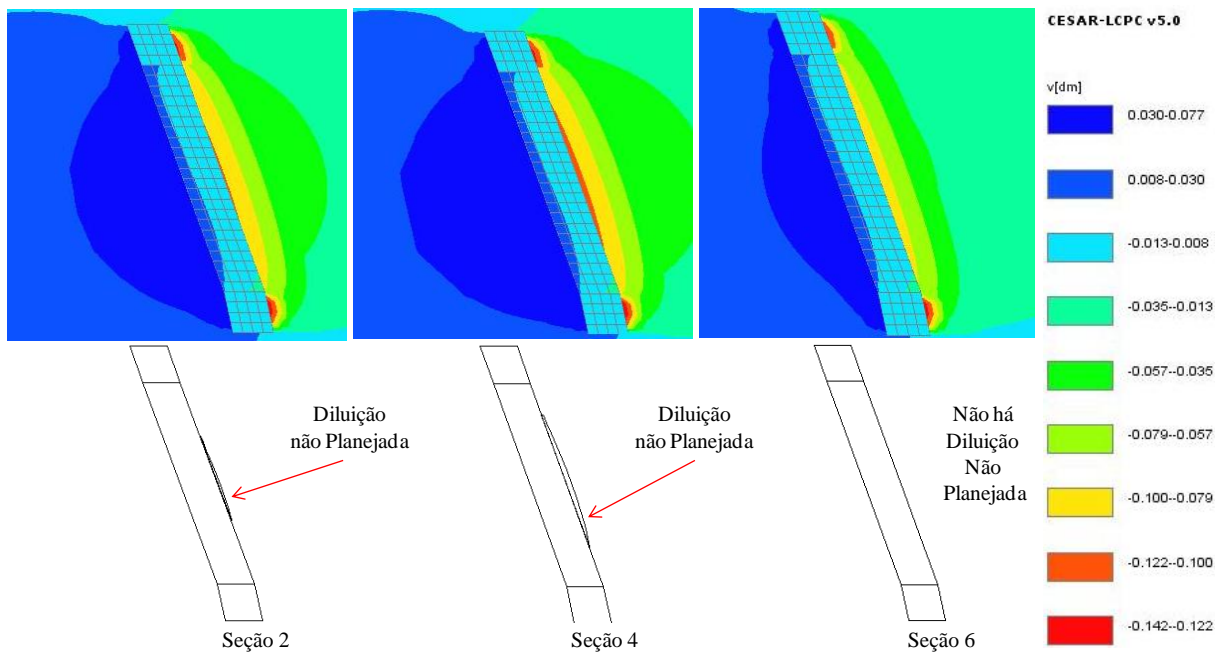 CESAR-LCPC v5.0
v[dm]
0.030-0.077
0.008-0.030
-0.013-0.008
-0.035--0.013
-0.057--0.035
-0.079--0.057
-0.100--0.079
-0.122--0.100
-0.142--0.122
Diluição
não Planejada
Diluição
não Planejada
Não há
Diluição
Não
Planejada
Seção 2
Seção 4
Seção 6